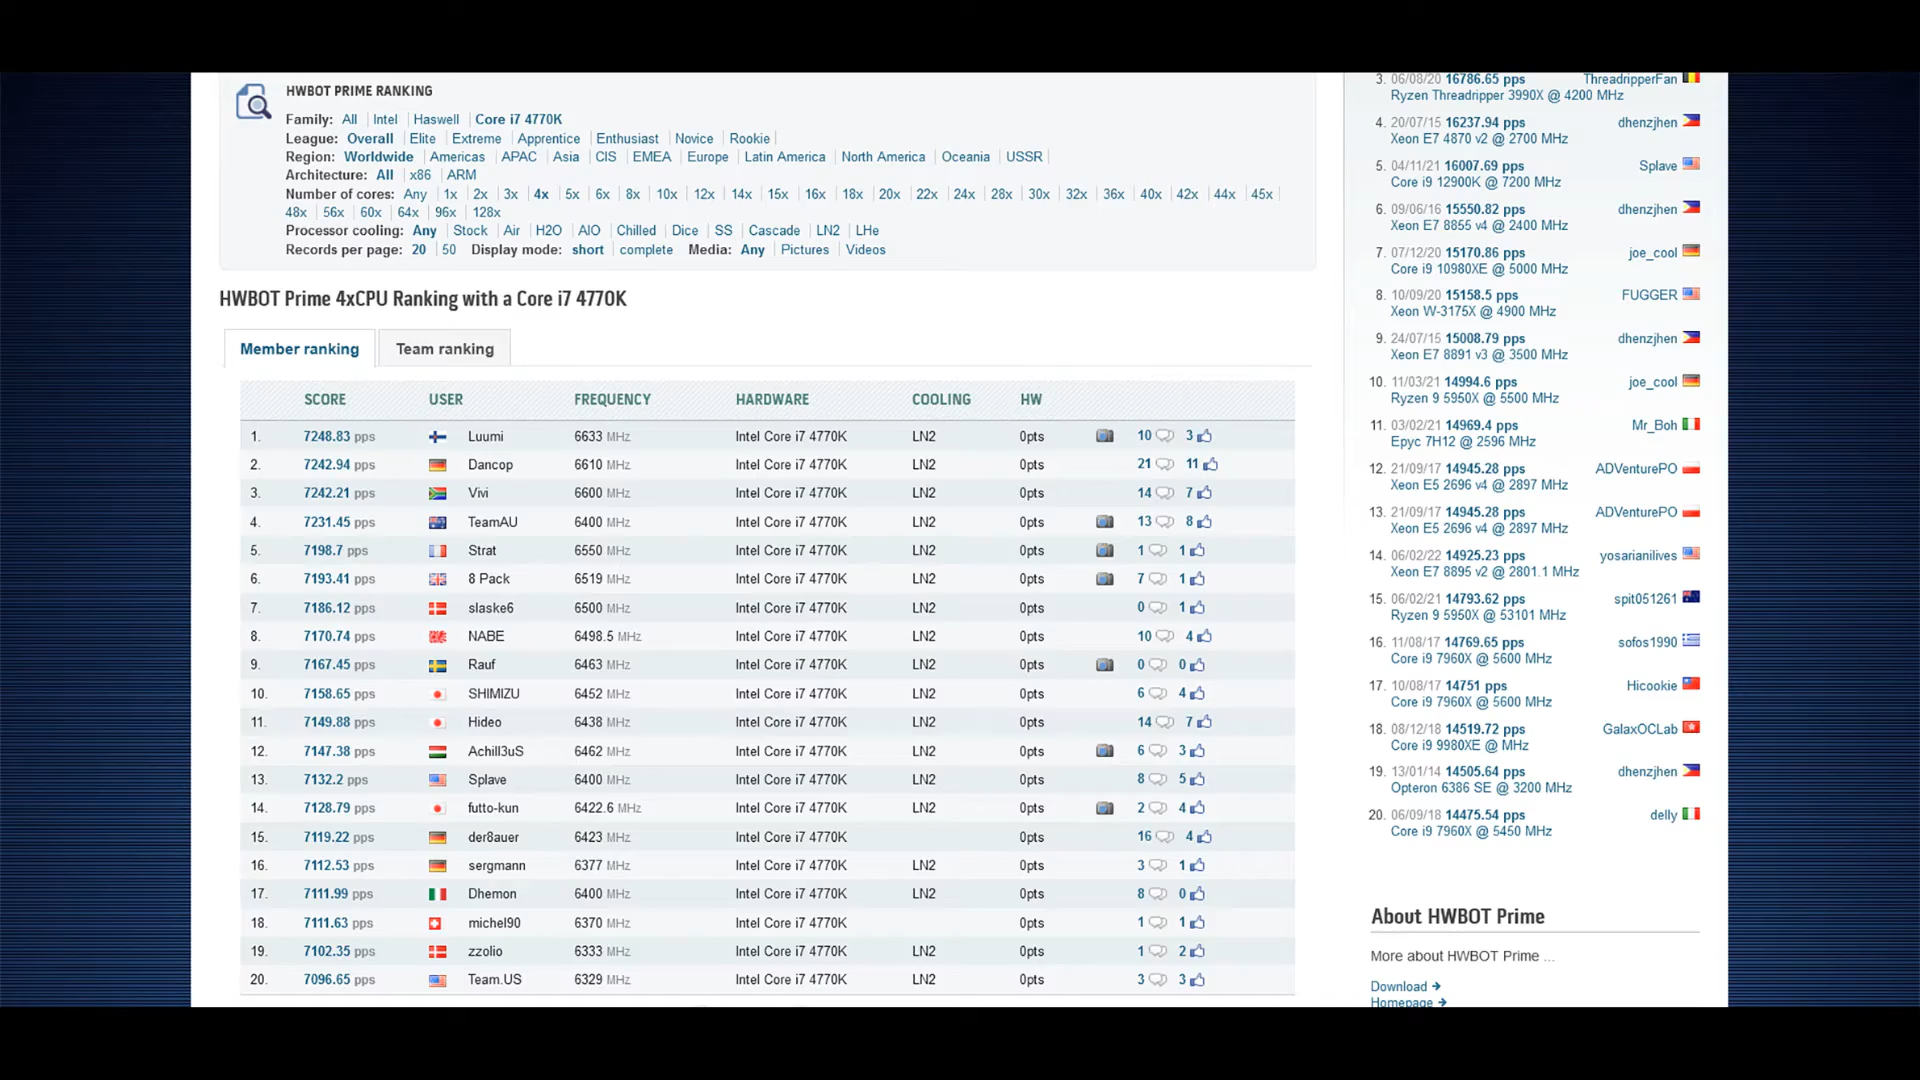 HWBOT PRIME RANKING
Family: All Intel Haswell Core i7 4770K
League: Overall Elite Extreme Apprentice Enthusiast Novice Rookie
Region: Worldwide Americas APAC Asia CIS EMEA Europe Latin America North America Oceania USSR
Architecture: All x86 ARM
Number of cores: Any 1x 2x 3x 4x 5x 6x 8x 10x 12x 14x 15x 16x 18x 20x 22x 24x 28x 30x 32x 36x 40x 42x 44x 45x
48x 56x 60x 64x 96x 128x
Processor cooling: Any Stock Air H2O AIO Chilled Dice SS Cascade LN2 LHe
Records per page: 20 50 Display mode: short complete Media: Any Pictures Videos
HWBOT Prime 4xCPU Ranking with a Core i7 4770K
Member ranking Team ranking
SCORE USER FREQUENCY HARDWARE COOLING HW
1. 7248.83 pps Luumi 6633 MHz Intel Core i7 4770K LN2 0pts 10 3
2. 7242.94 pps Dancop 6610 MHz Intel Core i7 4770K LN2 0pts 21 11
3. 7242.21 pps Vivi 6600 MHz Intel Core i7 4770K LN2 0pts 14 7
4. 7231.45 pps TeamAU 6400 MHz Intel Core i7 4770K LN2 0pts 13 8
5. 7198.7 pps Strat 6550 MHz Intel Core i7 4770K LN2 0pts 1 1
6. 7193.41 pps 8 Pack 6519 MHz Intel Core i7 4770K LN2 0pts 7 1
7. 7186.12 pps slaske6 6500 MHz Intel Core i7 4770K LN2 0pts 0 1
8. 7170.74 pps NABE 6498.5 MHz Intel Core i7 4770K LN2 0pts 10 4
9. 7167.45 pps Rauf 6463 MHz Intel Core i7 4770K LN2 0pts 0 0
10. 7158.65 pps SHIMIZU 6452 MHz Intel Core i7 4770K LN2 0pts 6 4
11. 7149.88 pps Hideo 6438 MHz Intel Core i7 4770K LN2 0pts 14 7
12. 7147.38 pps Achill3uS 6462 MHz Intel Core i7 4770K LN2 0pts 6 3
13. 7132.2 pps Splave 6400 MHz Intel Core i7 4770K LN2 0pts 8 5
14. 7128.79 pps futto-kun 6422.6 MHz Intel Core i7 4770K LN2 0pts 2 4
15. 7119.22 pps der8auer 6423 MHz Intel Core i7 4770K 0pts 16 4
16. 7112.53 pps sergmann 6377 MHz Intel Core i7 4770K LN2 0pts 3 1
17. 7111.99 pps Dhemon 6400 MHz Intel Core i7 4770K LN2 0pts 8 0
18. 7111.63 pps michel90 6370 MHz Intel Core i7 4770K 0pts 1 1
19. 7102.35 pps zzolio 6333 MHz Intel Core i7 4770K LN2 0pts 1 2
20. 7096.65 pps Team.US 6329 MHz Intel Core i7 4770K LN2 0pts 3 3
3. 06/08/20 16786.65 pps ThreadripperFan
Ryzen Threadripper 3990X @ 4200 MHz
4. 20/07/15 16237.94 pps dhenzjhen
Xeon E7 4870 v2 @ 2700 MHz
5. 04/11/21 16007.69 pps Splave
Core i9 12900K @ 7200 MHz
6. 09/06/16 15550.82 pps dhenzjhen
Xeon E7 8855 v4 @ 2400 MHz
7. 07/12/20 15170.86 pps joe_cool
Core i9 10980XE @ 5000 MHz
8. 10/09/20 15158.5 pps FUGGER
Xeon W-3175X @ 4900 MHz
9. 24/07/15 15008.79 pps dhenzjhen
Xeon E7 8891 v3 @ 3500 MHz
10. 11/03/21 14994.6 pps joe_cool
Ryzen 9 5950X @ 5500 MHz
11. 03/02/21 14969.4 pps Mr_Boh
Epyc 7H12 @ 2596 MHz
12. 21/09/17 14945.28 pps ADVenturePO
Xeon E5 2696 v4 @ 2897 MHz
13. 21/09/17 14945.28 pps ADVenturePO
Xeon E5 2696 v4 @ 2897 MHz
14. 06/02/22 14925.23 pps yosarianilives
Xeon E7 8895 v2 @ 2801.1 MHz
15. 06/02/21 14793.62 pps spit051261
Ryzen 9 5950X @ 53101 MHz
16. 11/08/17 14769.65 pps sofos1990
Core i9 7960X @ 5600 MHz
17. 10/08/17 14751 pps Hicookie
Core i9 7960X @ 5600 MHz
18. 08/12/18 14519.72 pps GalaxOCLab
Core i9 9980XE @ MHz
19. 13/01/14 14505.64 pps dhenzjhen
Opteron 6386 SE @ 3200 MHz
20. 06/09/18 14475.54 pps delly
Core i9 7960X @ 5450 MHz
About HWBOT Prime
More about HWBOT Prime ...
Download
Homepage